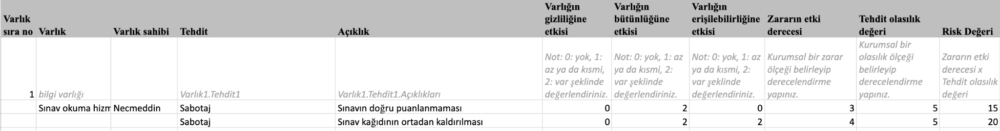 Varlık sıra no Varlık Varlık sahibi Tehdit Açıklık Varlığın gizliliğine etkisi Varlığın bütünlüğüne etkisi Varlığın erişilebilirliğine etkisi Zararın etki derecesi Tehdit olasılık değeri Risk Değeri
1 bilgi varlığı Varlık1.Tehdit1 Varlık1.Tehdit1.Açıklıkları Not: 0: yok, 1: az ya da kısmi, 2: var şeklinde değerlendiriniz. Not: 0: yok, 1: az ya da kısmi, 2: var şeklinde değerlendiriniz. Not: 0: yok, 1: az ya da kısmi, 2: var şeklinde değerlendiriniz. Kurumsal bir zarar ölçeği belirleyip derecelendirme yapınız. Kurumsal bir olasılık ölçeği belirleyip derecelendirme yapınız. Zararın etki derecesi x Tehdit olasılık değeri
Sınav okuma hizm Necmeddin Sabotaj Sınavın doğru puanlanmaması 0 2 0 3 5 15
Sabotaj Sınav kağıdının ortadan kaldırılması 0 2 2 4 5 20